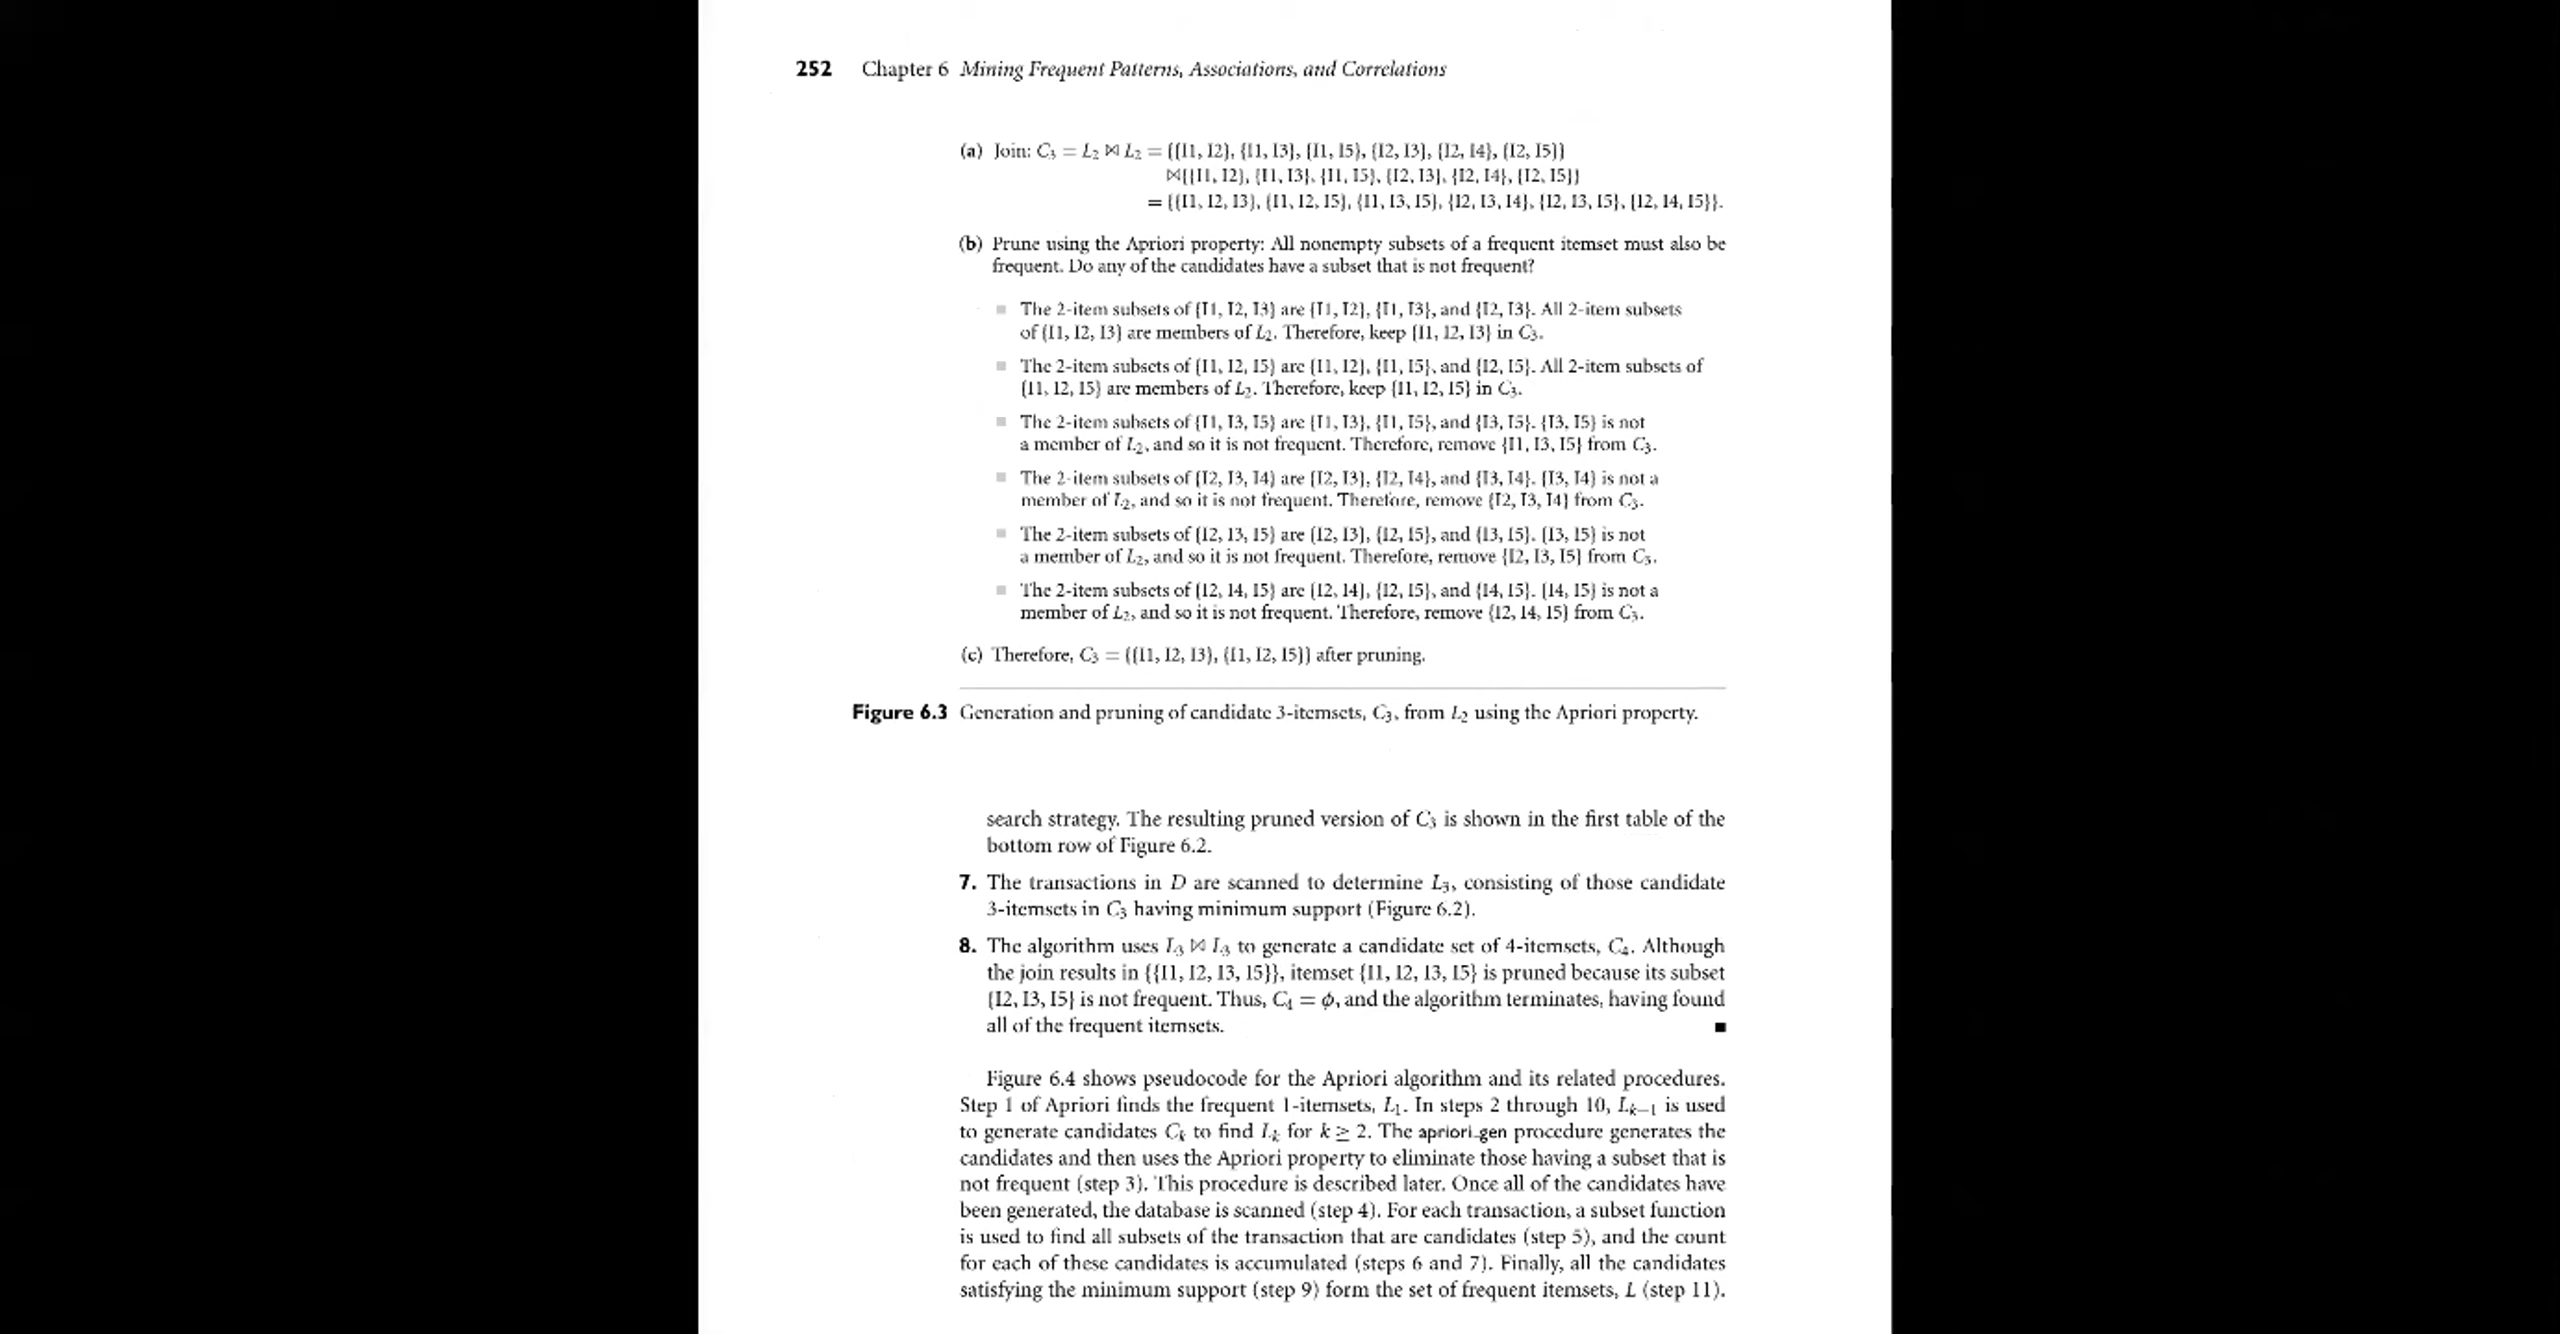 252 Chapter 6 Mining Frequent Patterns, Associations, and Correlations
(a) Join: C3 = L2 ⋈ L2 = {{I1, I2}, {I1, I3}, {I1, I5}, {I2, I3}, {I2, I4}, {I2, I5}}
⋈{{I1, I2}, {I1, I3}, {I1, I5}, {I2, I3}, {I2, I4}, {I2, I5}}
= {{I1, I2, I3}, {I1, I2, I5}, {I1, I3, I5}, {I2, I3, I4}, {I2, I3, I5}, {I2, I4, I5}}.
(b) Prune using the Apriori property: All nonempty subsets of a frequent itemset must also be
frequent. Do any of the candidates have a subset that is not frequent?
The 2-item subsets of {I1, I2, I3} are {I1, I2}, {I1, I3}, and {I2, I3}. All 2-item subsets
of {I1, I2, I3} are members of L2. Therefore, keep {I1, I2, I3} in C3.
The 2-item subsets of {I1, I2, I5} are {I1, I2}, {I1, I5}, and {I2, I5}. All 2-item subsets of
{I1, I2, I5} are members of L2. Therefore, keep {I1, I2, I5} in C3.
The 2-item subsets of {I1, I3, I5} are {I1, I3}, {I1, I5}, and {I3, I5}. {I3, I5} is not
a member of L2, and so it is not frequent. Therefore, remove {I1, I3, I5} from C3.
The 2-item subsets of {I2, I3, I4} are {I2, I3}, {I2, I4}, and {I3, I4}. {I3, I4} is not a
member of L2, and so it is not frequent. Therefore, remove {I2, I3, I4} from C3.
The 2-item subsets of {I2, I3, I5} are {I2, I3}, {I2, I5}, and {I3, I5}. {I3, I5} is not
a member of L2, and so it is not frequent. Therefore, remove {I2, I3, I5} from C3.
The 2-item subsets of {I2, I4, I5} are {I2, I4}, {I2, I5}, and {I4, I5}. {I4, I5} is not a
member of L2, and so it is not frequent. Therefore, remove {I2, I4, I5} from C3.
(c) Therefore, C3 = {{I1, I2, I3}, {I1, I2, I5}} after pruning.
Figure 6.3 Generation and pruning of candidate 3-itemsets, C3, from L2 using the Apriori property.
search strategy. The resulting pruned version of C3 is shown in the first table of the
bottom row of Figure 6.2.
7. The transactions in D are scanned to determine L3, consisting of those candidate
3-itemsets in C3 having minimum support (Figure 6.2).
8. The algorithm uses L3 ⋈ L3 to generate a candidate set of 4-itemsets, C4. Although
the join results in {{I1, I2, I3, I5}}, itemset {I1, I2, I3, I5} is pruned because its subset
{I2, I3, I5} is not frequent. Thus, C4 = ϕ, and the algorithm terminates, having found
all of the frequent itemsets. ■
Figure 6.4 shows pseudocode for the Apriori algorithm and its related procedures.
Step 1 of Apriori finds the frequent 1-itemsets, L1. In steps 2 through 10, Lk−1 is used
to generate candidates Ck to find Lk for k ≥ 2. The apriori_gen procedure generates the
candidates and then uses the Apriori property to eliminate those having a subset that is
not frequent (step 3). This procedure is described later. Once all of the candidates have
been generated, the database is scanned (step 4). For each transaction, a subset function
is used to find all subsets of the transaction that are candidates (step 5), and the count
for each of these candidates is accumulated (steps 6 and 7). Finally, all the candidates
satisfying the minimum support (step 9) form the set of frequent itemsets, L (step 11).